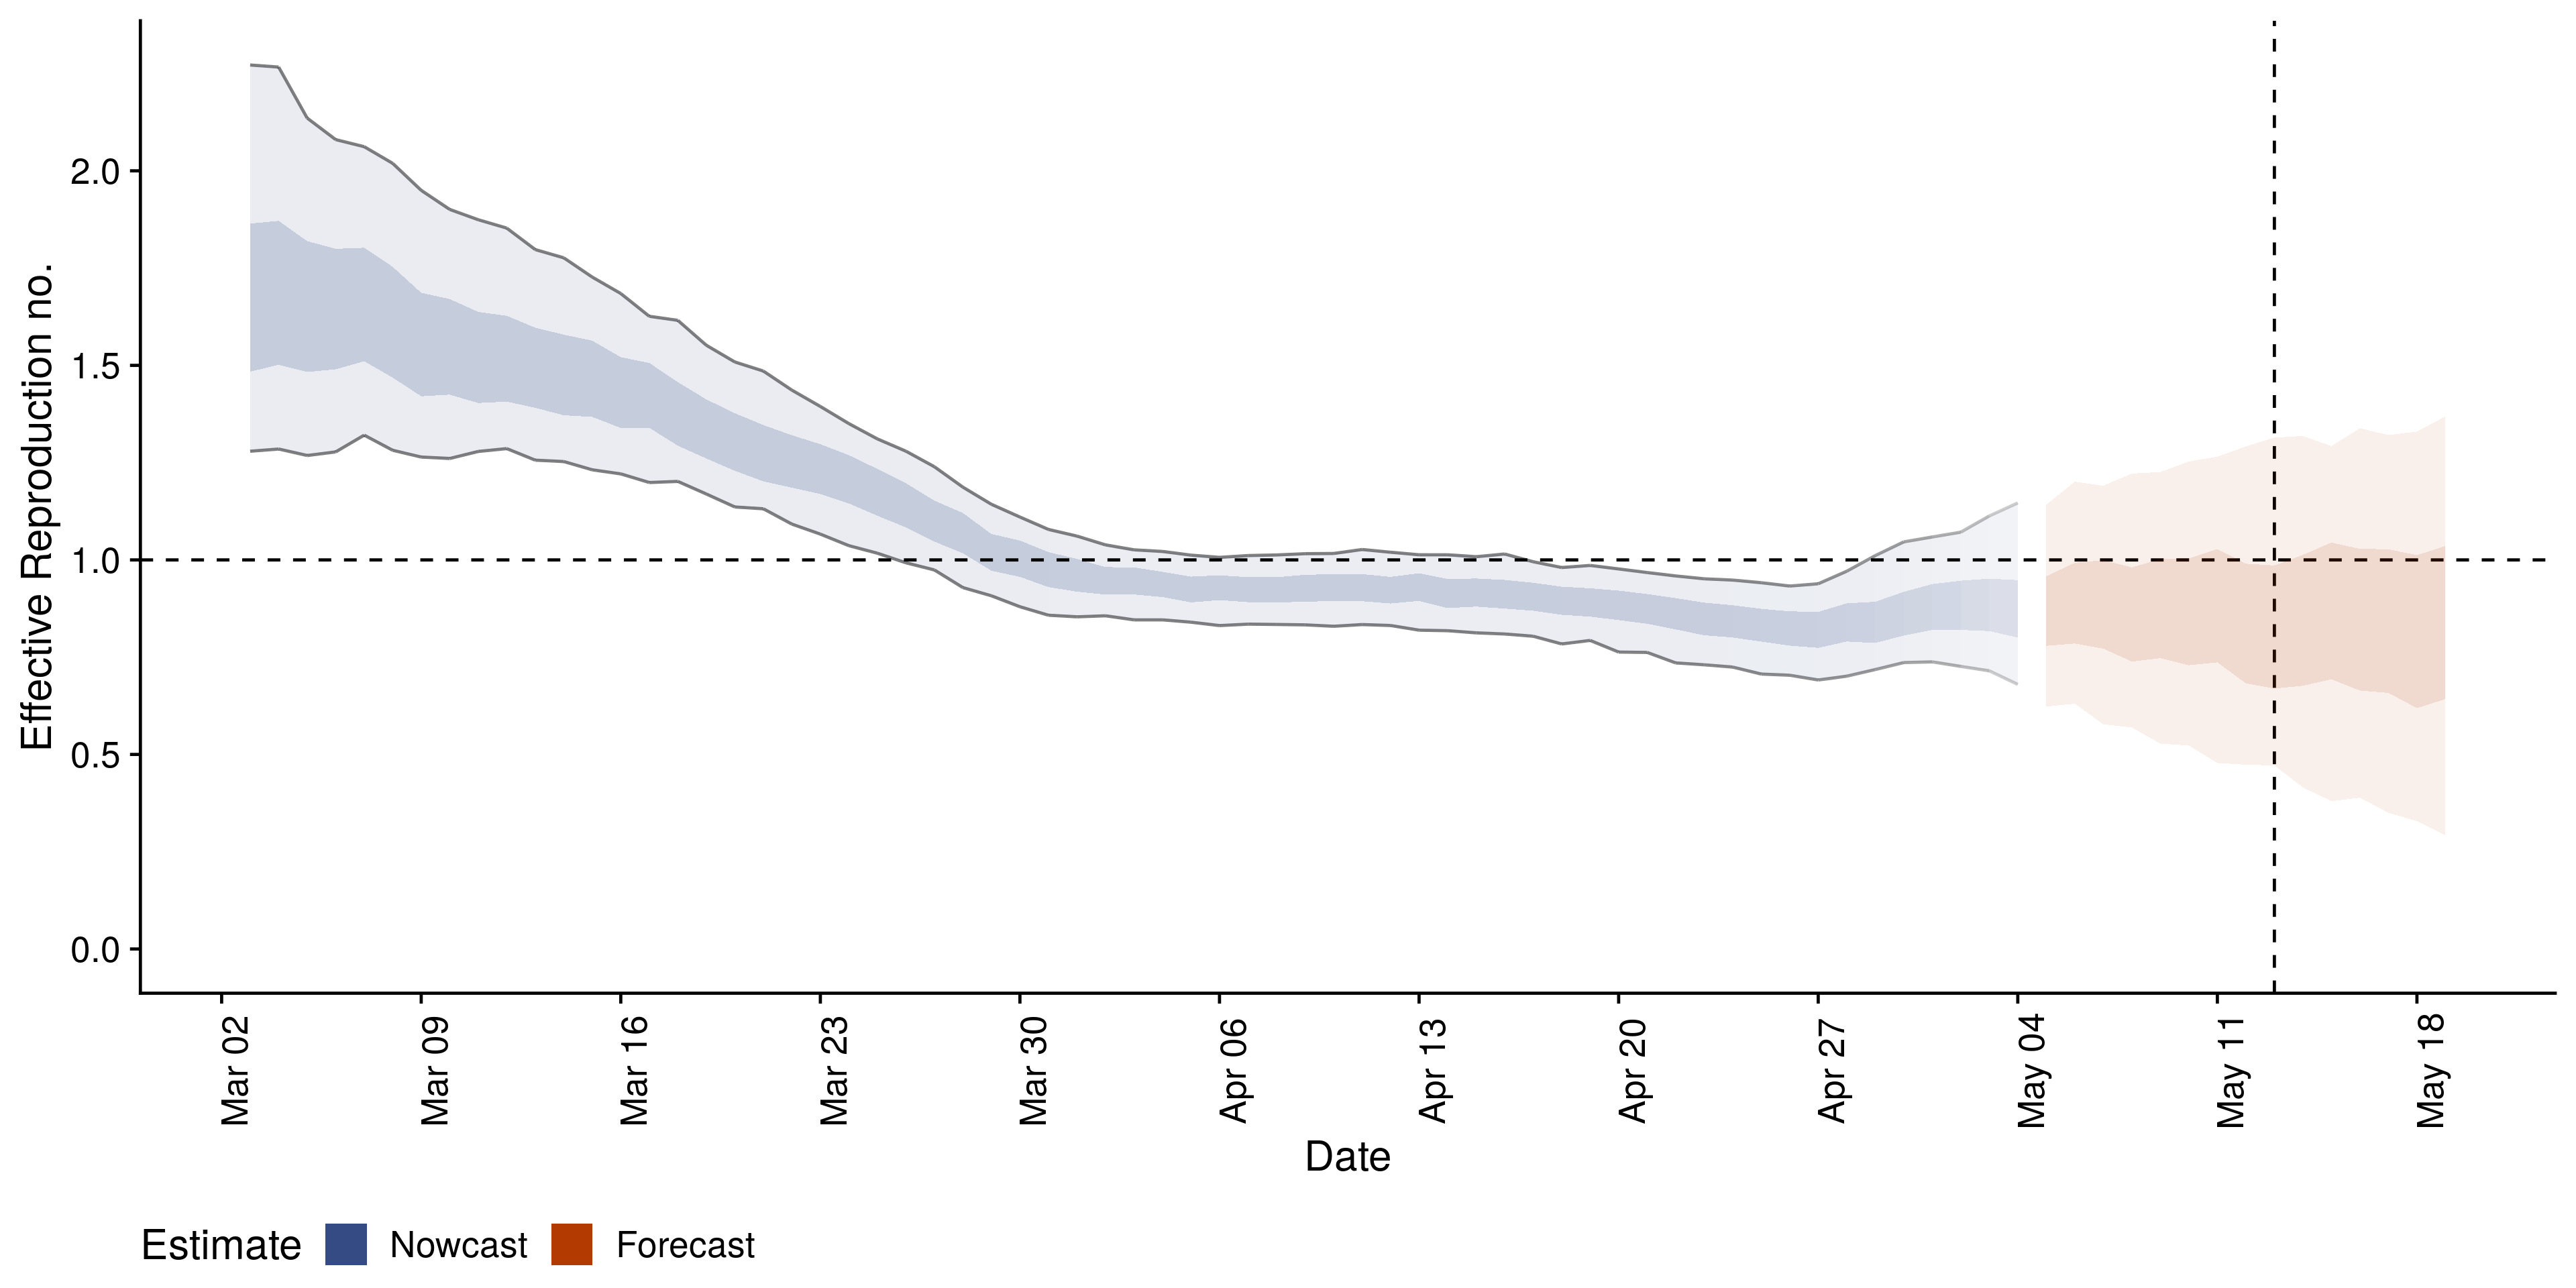 Effective Reproduction no.
2.0
1.5
1.0
0.5
0.0
Mar 02
Mar 09
Mar 16
Mar 23
Mar 30
Apr 06
Apr 13
Apr 20
Apr 27
May 04
May 11
May 18
Date
Estimate Nowcast Forecast